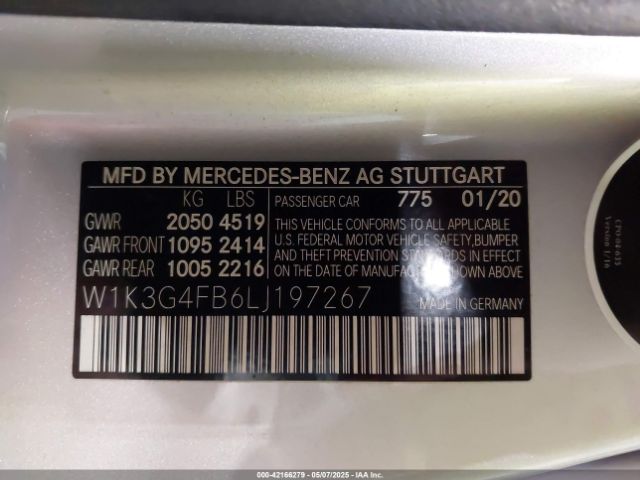 MFD BY MERCEDES-BENZ AG STUTTGART
KG LBS
PASSENGER CAR 775 01/20
GVWR 2050 4519
GAWR FRONT 1095 2414
GAWR REAR 1005 2216
THIS VEHICLE CONFORMS TO ALL APPLICABLE
U.S. FEDERAL MOTOR VEHICLE SAFETY,BUMPER
AND THEFT PREVENTION STANDARDS IN EFFECT
ON THE DATE OF MANUFACTURE SHOWN ABOVE
W1K3G4FB6LJ197267
MADE IN GERMANY
Version 1/18
000-42166279 - 05/07/2025 - IAA Inc.